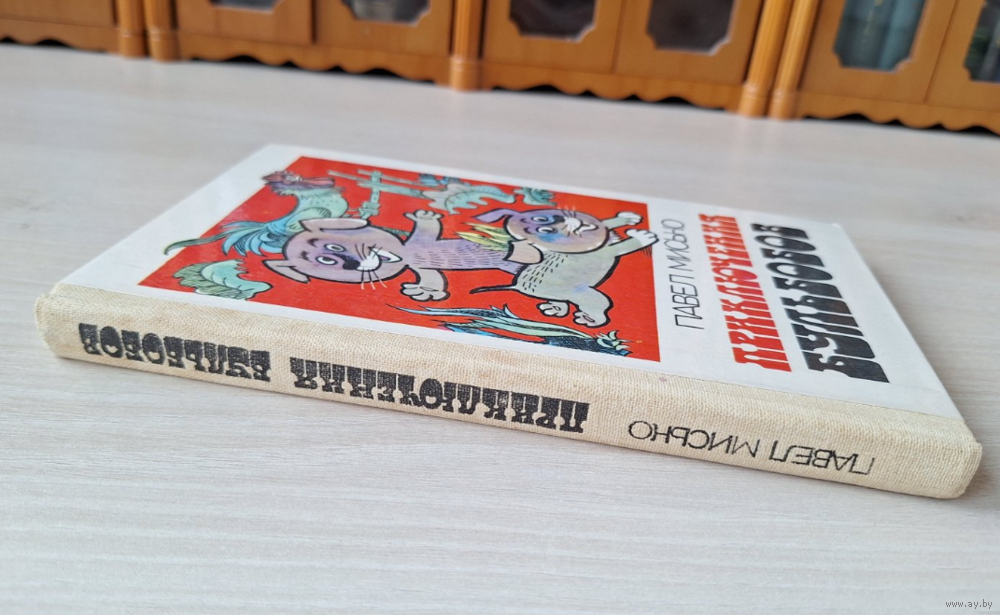 ПАВЕЛ МИСЬКО
ПРИКЛЮЧЕНИЯ
БУЛЬБОБОВ
ПАВЕЛ МИСЬКО
ПРИКЛЮЧЕНИЯ БУЛЬБОБОВ
www.ay.by